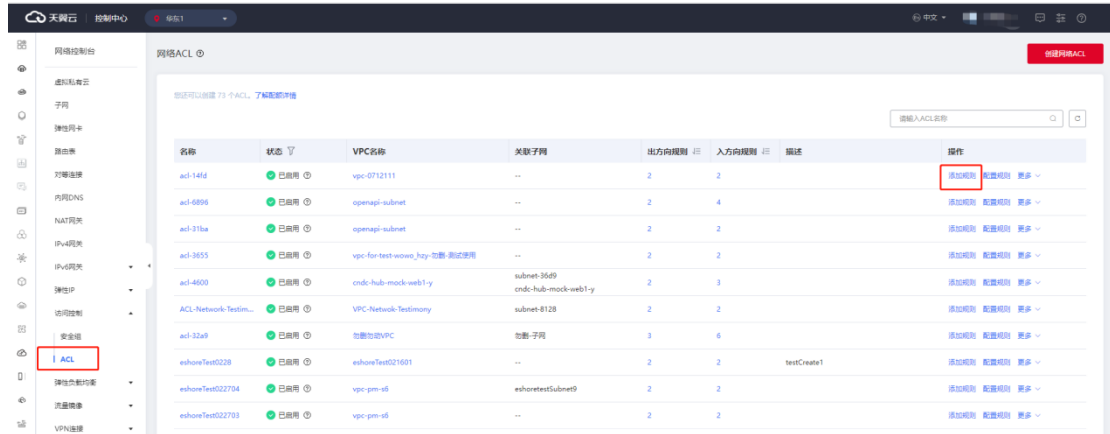 天翼云 控制中心 华东1 中文
网络控制台
虚拟私有云
子网
弹性网卡
路由表
对等连接
内网DNS
NAT网关
IPv4网关
IPv6网关
弹性IP
访问控制
安全组
ACL
弹性负载均衡
流量镜像
VPN连接
网络ACL
创建网络ACL
您还可以创建 73 个ACL。了解配额详情
请输入ACL名称
名称 状态 VPC名称 关联子网 出方向规则 入方向规则 描述 操作
acl-14fd 已启用 vpc-0712111 -- 2 2 添加规则 配置规则 更多
acl-6896 已启用 openapi-subnet -- 2 4 添加规则 配置规则 更多
acl-31ba 已启用 openapi-subnet -- 2 2 添加规则 配置规则 更多
acl-3655 已启用 vpc-for-test-wowo_hzy-勿删-测试使用 -- 2 2 添加规则 配置规则 更多
acl-4600 已启用 cndc-hub-mock-web1-y subnet-36d9 2 3 添加规则 配置规则 更多
cndc-hub-mock-web1-y
ACL-Network-Testim... 已启用 VPC-Netwok-Testimony subnet-8128 2 2 添加规则 配置规则 更多
acl-32a9 已启用 勿删勿动VPC 勿删-子网 3 6 添加规则 配置规则 更多
eshoreTest0228 已启用 eshoreTest021601 -- 2 2 testCreate1 添加规则 配置规则 更多
eshoreTest022704 已启用 vpc-pm-s6 eshoretestSubnet9 2 2 添加规则 配置规则 更多
eshoreTest022703 已启用 vpc-pm-s6 -- 2 2 添加规则 配置规则 更多